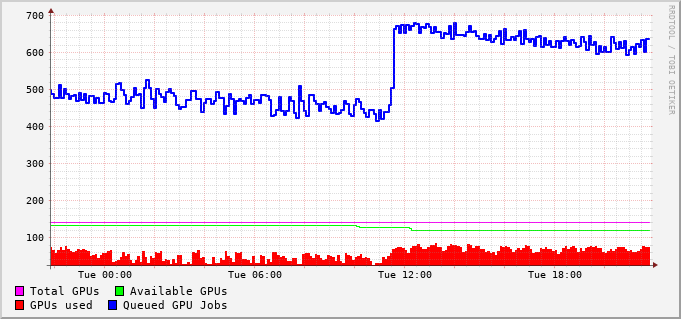 700
600
500
400
300
200
100
Tue 00:00 Tue 06:00 Tue 12:00 Tue 18:00
Total GPUs Available GPUs
GPUs used Queued GPU Jobs
RRDTOOL / TOBI OETIKER